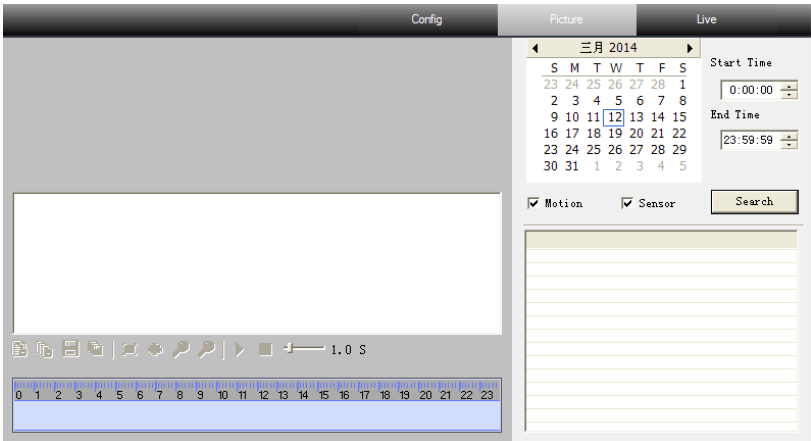 Config Picture Live
三月 2014
S M T W T F S
23 24 25 26 27 28 1
2 3 4 5 6 7 8
9 10 11 12 13 14 15
16 17 18 19 20 21 22
23 24 25 26 27 28 29
30 31 1 2 3 4 5
Start Time
0:00:00
End Time
23:59:59
Motion Sensor Search
1.0 S
0 1 2 3 4 5 6 7 8 9 10 11 12 13 14 15 16 17 18 19 20 21 22 23